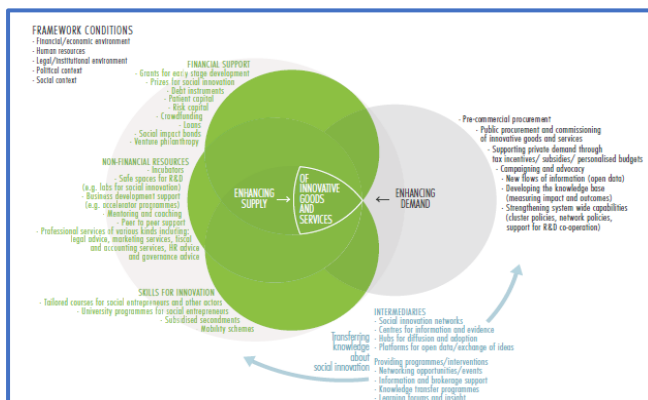 FRAMEWORK CONDITIONS
- Financial/economic environment
- Human resources
- Legal/institutional environment
- Political context
- Social context
FINANCIAL SUPPORT
- Grants for early stage development
- Prizes for social innovation
- Debt instruments
- Patient capital
- Risk capital
- Crowdfunding
- Loans
- Social impact bonds
- Venture philanthropy
NON-FINANCIAL RESOURCES
- Incubators
- Safe spaces for R&D
(e.g. labs for social innovation)
- Business development support
(e.g. accelerator programmes)
- Mentoring and coaching
- Peer to peer support
- Professional services of various kinds including:
legal advice, marketing services, fiscal
and accounting services, HR advice
and governance advice
SKILLS FOR INNOVATION
- Tailored courses for social entrepreneurs and other actors
- University programmes for social entrepreneurs
- Subsidised secondments
- Mobility schemes
ENHANCING
SUPPLY →
OF
INNOVATIVE
GOODS
AND
SERVICES
← ENHANCING
DEMAND
- Pre-commercial procurement
- Public procurement and commissioning
of innovative goods and services
- Supporting private demand through
tax incentives/ subsidies/ personalised budgets
- Campaigning and advocacy
- New flows of information (open data)
- Developing the knowledge base
(measuring impact and outcomes)
- Strengthening system wide capabilities
(cluster policies, network policies,
support for R&D co-operation)
Transferring
knowledge
about
social innovation
INTERMEDIARIES
- Social innovation networks
- Centres for information and evidence
- Hubs for diffusion and adoption
- Platforms for open data/exchange of ideas
Providing programmes/interventions
- Networking opportunities/events
- Information and brokerage support
- Knowledge transfer programmes
- Learning forums and insight